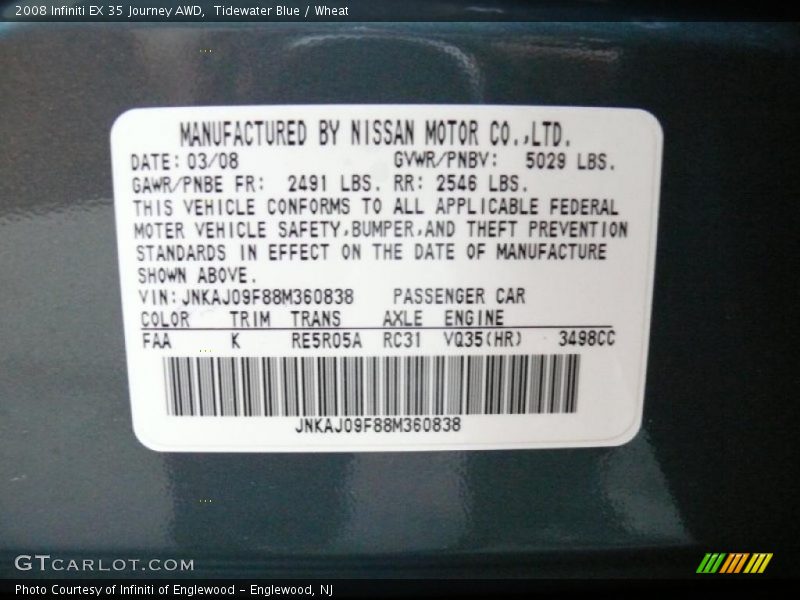 2008 Infiniti EX 35 Journey AWD,  Tidewater Blue / Wheat
MANUFACTURED BY NISSAN MOTOR CO.,LTD.
DATE: 03/08 GVWR/PNBV: 5029 LBS.
GAWR/PNBE FR: 2491 LBS. RR: 2546 LBS.
THIS VEHICLE CONFORMS TO ALL APPLICABLE FEDERAL
MOTER VEHICLE SAFETY,BUMPER,AND THEFT PREVENTION
STANDARDS IN EFFECT ON THE DATE OF MANUFACTURE
SHOWN ABOVE.
VIN: JNKAJ09F88M360838 PASSENGER CAR
COLOR TRIM TRANS AXLE ENGINE
FAA K RE5R05A RC31 VQ35(HR) 3498CC
JNKAJ09F88M360838
GTCARLOT.COM
Photo Courtesy of Infiniti of Englewood - Englewood, NJ